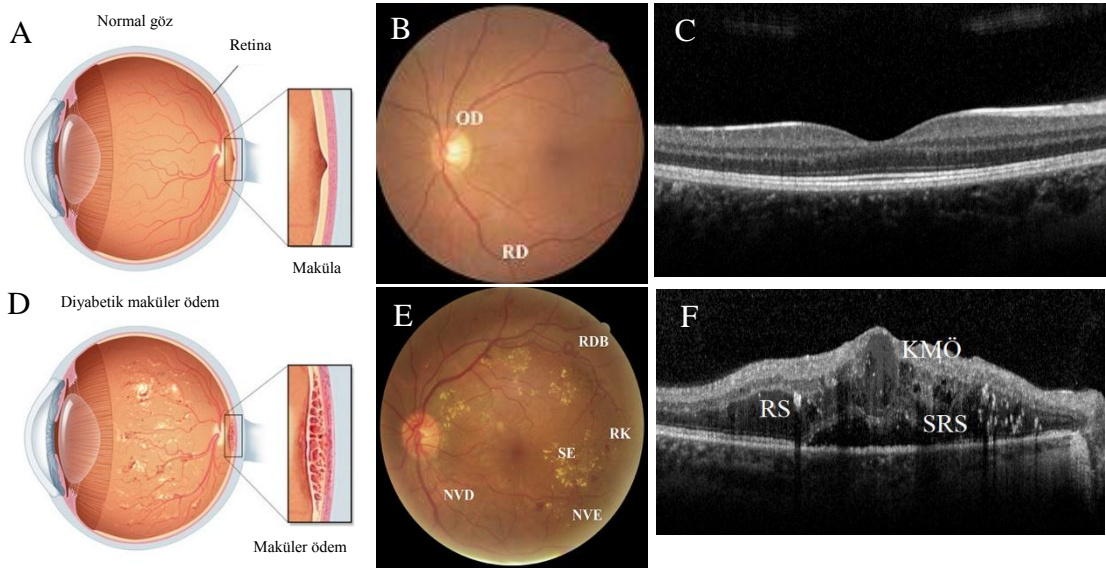 A
Normal göz
Retina
Maküla
B
OD
RD
C
D
Diyabetik maküler ödem
Maküler ödem
E
RDB
RK
SE
NVD
NVE
F
KMÖ
RS
SRS